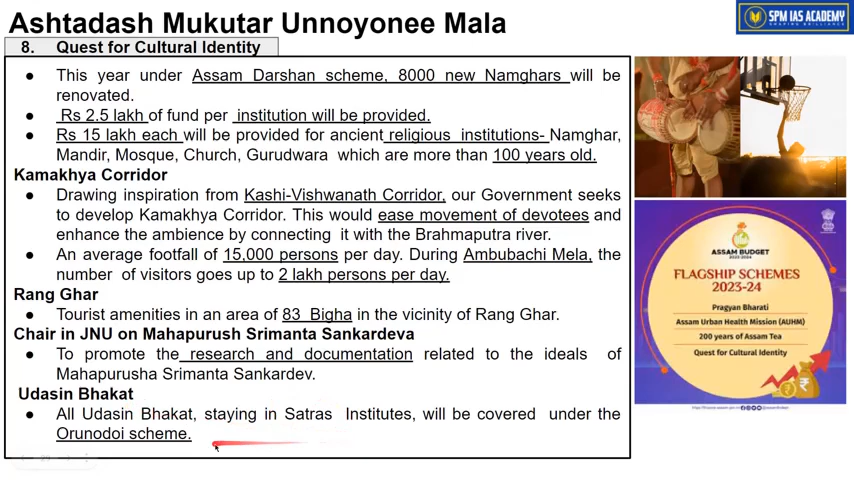 Ashtadash Mukutar Unnoyonee Mala
SPM IAS ACADEMY
8. Quest for Cultural Identity
● This year under Assam Darshan scheme, 8000 new Namghars will be
renovated.
● Rs 2.5 lakh of fund per institution will be provided.
● Rs 15 lakh each will be provided for ancient religious institutions- Namghar,
Mandir, Mosque, Church, Gurudwara which are more than 100 years old.
Kamakhya Corridor
● Drawing inspiration from Kashi-Vishwanath Corridor, our Government seeks
to develop Kamakhya Corridor. This would ease movement of devotees and
enhance the ambience by connecting it with the Brahmaputra river.
● An average footfall of 15,000 persons per day. During Ambubachi Mela, the
number of visitors goes up to 2 lakh persons per day.
Rang Ghar
● Tourist amenities in an area of 83 Bigha in the vicinity of Rang Ghar.
Chair in JNU on Mahapurush Srimanta Sankardeva
● To promote the research and documentation related to the ideals of
Mahapurusha Srimanta Sankardev.
Udasin Bhakat
● All Udasin Bhakat, staying in Satras Institutes, will be covered under the
Orunodoi scheme.
ASSAM BUDGET
2023-2024
FLAGSHIP SCHEMES
2023-24
Pragyan Bharati
Assam Urban Health Mission (AUHM)
200 years of Assam Tea
Quest for Cultural Identity